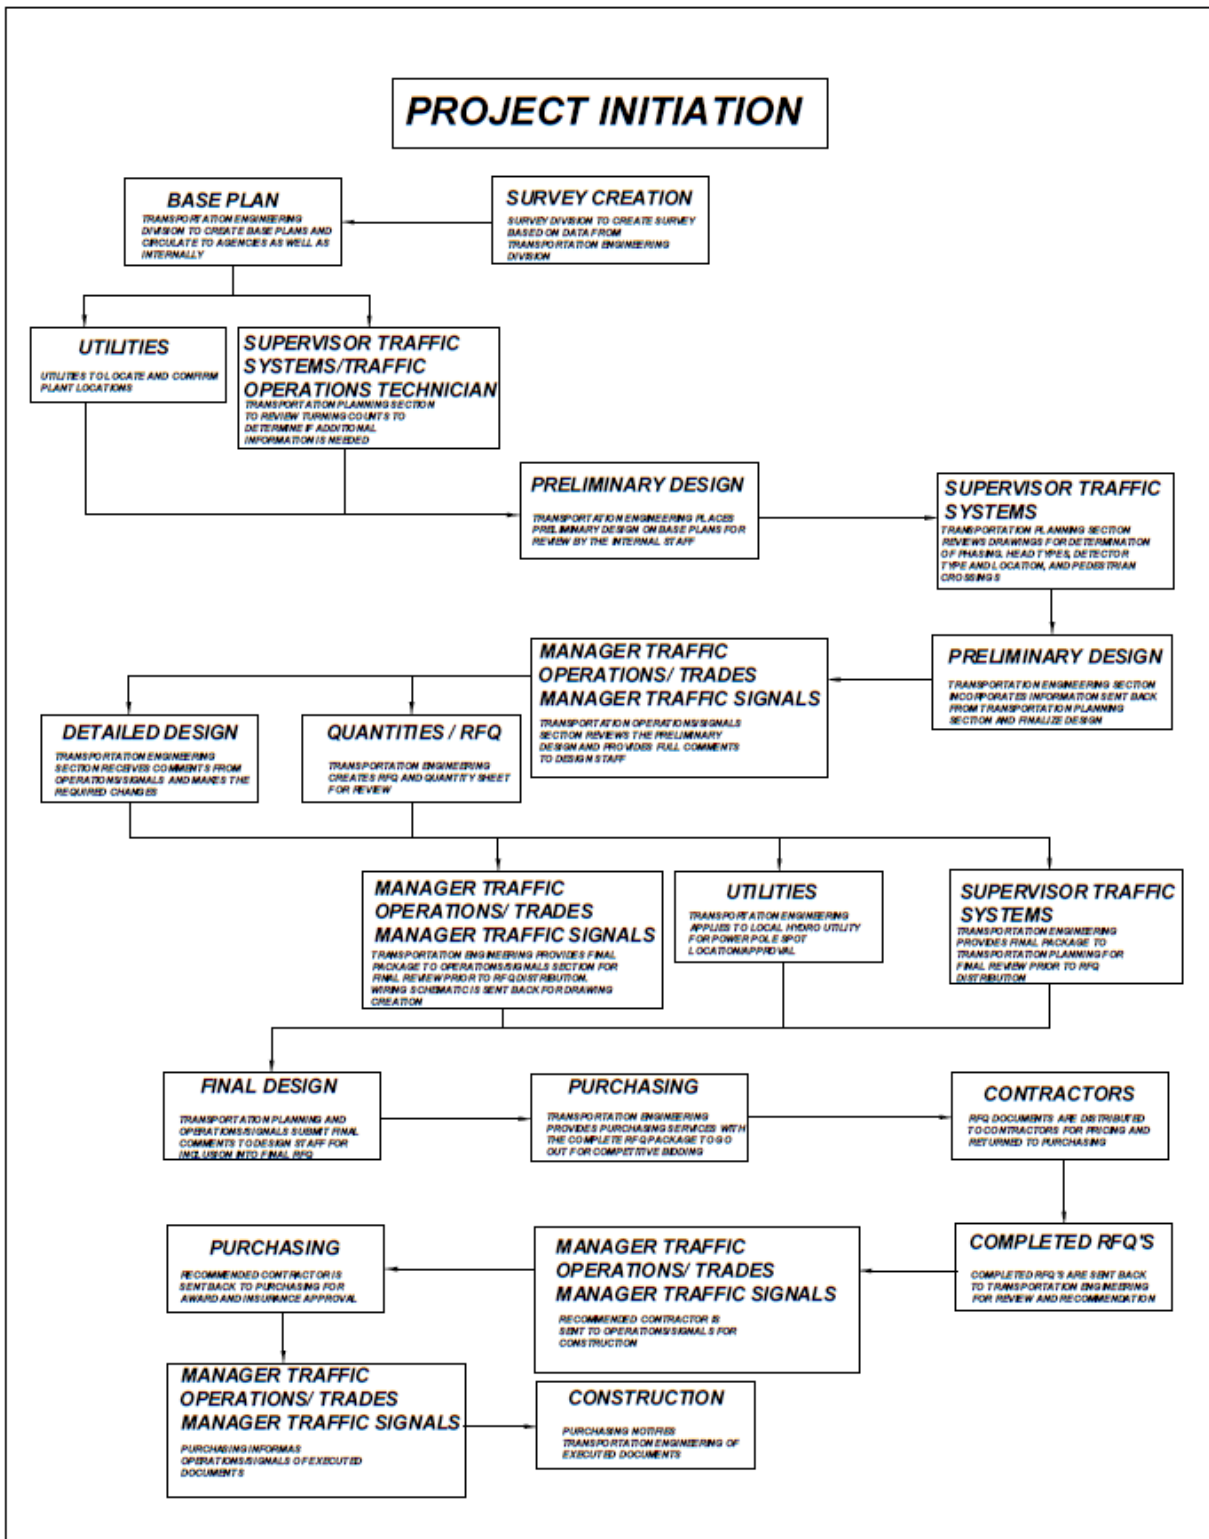 PROJECT INITIATION
BASE PLAN
TRANSPORTATION ENGINEERING
DIVISION TO CREATE BASE PLANS AND
CIRCULATE TO AGENCIES AS WELL AS
INTERNALLY
SURVEY CREATION
SURVEY DIVISION TO CREATE SURVEY
BASED ON DATA FROM
TRANSPORTATION ENGINEERING
DIVISION
UTILITIES
UTILITIES TO LOCATE AND CONFIRM
PLANT LOCATIONS
SUPERVISOR TRAFFIC
SYSTEMS/TRAFFIC
OPERATIONS TECHNICIAN
TRANSPORTATION PLANNING SECTION
TO REVIEW TURNING COUNTS TO
DETERMINE IF ADDITIONAL
INFORMATION IS NEEDED
PRELIMINARY DESIGN
TRANSPORTATION ENGINEERING PLACES
PRELIMINARY DESIGN ON BASE PLANS FOR
REVIEW BY THE INTERNAL STAFF
SUPERVISOR TRAFFIC
SYSTEMS
TRANSPORTATION PLANNING SECTION
REVIEWS DRAWINGS FOR DETERMINATION
OF PHASING, HEAD TYPES, DETECTOR
TYPE AND LOCATION, AND PEDESTRIAN
CROSSINGS
PRELIMINARY DESIGN
TRANSPORTATION ENGINEERING SECTION
INCORPORATES INFORMATION SENT BACK
FROM TRANSPORTATION PLANNING
SECTION AND FINALIZE DESIGN
MANAGER TRAFFIC
OPERATIONS/ TRADES
MANAGER TRAFFIC SIGNALS
TRANSPORTATION OPERATIONS/SIGNALS
SECTION REVIEWS THE PRELIMINARY
DESIGN AND PROVIDES FULL COMMENTS
TO DESIGN STAFF
DETAILED DESIGN
TRANSPORTATION ENGINEERING
SECTION RECEIVES COMMENTS FROM
OPERATIONS/SIGNALS AND MAKES THE
REQUIRED CHANGES
QUANTITIES / RFQ
TRANSPORTATION ENGINEERING
CREATES RFQ AND QUANTITY SHEET
FOR REVIEW
MANAGER TRAFFIC
OPERATIONS/ TRADES
MANAGER TRAFFIC SIGNALS
TRANSPORTATION ENGINEERING PROVIDES FINAL
PACKAGE TO OPERATIONS/SIGNALS SECTION FOR
FINAL REVIEW PRIOR TO RFQ DISTRIBUTION.
WIRING SCHEMATIC IS SENT BACK FOR DRAWING
CREATION
UTILITIES
TRANSPORTATION ENGINEERING
APPLIES TO LOCAL HYDRO UTILITY
FOR POWER POLE SPOT
LOCATION/APPROVAL
SUPERVISOR TRAFFIC
SYSTEMS
TRANSPORTATION ENGINEERING
PROVIDES FINAL PACKAGE TO
TRANSPORTATION PLANNING FOR
FINAL REVIEW PRIOR TO RFQ
DISTRIBUTION
FINAL DESIGN
TRANSPORTATION PLANNING AND
OPERATIONS/SIGNALS SUBMIT FINAL
COMMENTS TO DESIGN STAFF FOR
INCLUSION INTO FINAL RFQ
PURCHASING
TRANSPORTATION ENGINEERING
PROVIDES PURCHASING SERVICES WITH
THE COMPLETE RFQ PACKAGE TO GO
OUT FOR COMPETITIVE BIDDING
CONTRACTORS
RFQ DOCUMENTS ARE DISTRIBUTED
TO CONTRACTORS FOR PRICING AND
RETURNED TO PURCHASING
COMPLETED RFQ'S
COMPLETED RFQ'S ARE SENT BACK
TO TRANSPORTATION ENGINEERING
FOR REVIEW AND RECOMMENDATION
MANAGER TRAFFIC
OPERATIONS/ TRADES
MANAGER TRAFFIC SIGNALS
RECOMMENDED CONTRACTOR IS
SENT TO OPERATIONS/SIGNALS FOR
CONSTRUCTION
PURCHASING
RECOMMENDED CONTRACTOR IS
SENT BACK TO PURCHASING FOR
AWARD AND INSURANCE APPROVAL
MANAGER TRAFFIC
OPERATIONS/ TRADES
MANAGER TRAFFIC SIGNALS
PURCHASING INFORMAS
OPERATIONS/SIGNALS OF EXECUTED
DOCUMENTS
CONSTRUCTION
PURCHASING NOTIFIES
TRANSPORTATION ENGINEERING OF
EXECUTED DOCUMENTS